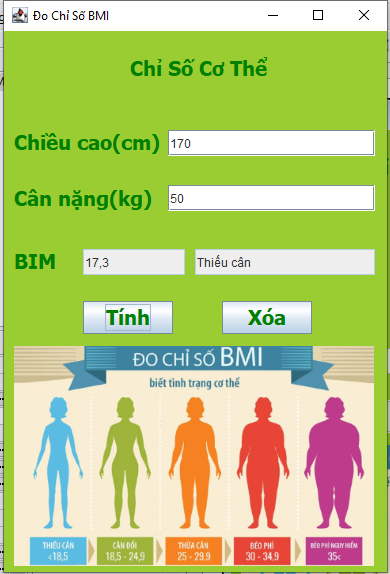 Đo Chỉ Số BMI
Chỉ Số Cơ Thể
Chiều cao(cm) 170
Cân nặng(kg) 50
BIM 17,3 Thiếu cân
Tính Xóa
ĐO CHỈ SỐ BMI
biết tình trạng cơ thể
THIẾU CÂN CÂN ĐỐI THỪA CÂN BÉO PHÌ BÉO PHÌ NGUY HIỂM
<18,5 18,5 - 24,9 25 - 29,9 30 - 34,9 35<